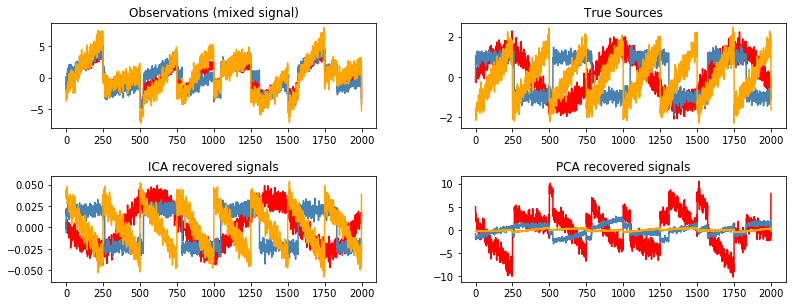 Observations (mixed signal)
5
0
−5
0 250 500 750 1000 1250 1500 1750 2000
True Sources
2
0
−2
0 250 500 750 1000 1250 1500 1750 2000
ICA recovered signals
0.050
0.025
0.000
−0.025
−0.050
0 250 500 750 1000 1250 1500 1750 2000
PCA recovered signals
10
5
0
−5
−10
0 250 500 750 1000 1250 1500 1750 2000